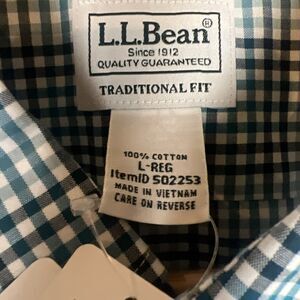 L.L.Bean®
Since 1912
QUALITY GUARANTEED
TRADITIONAL FIT
100% COTTON
L-REG
ItemID 502253
MADE IN VIETNAM
CARE ON REVERSE